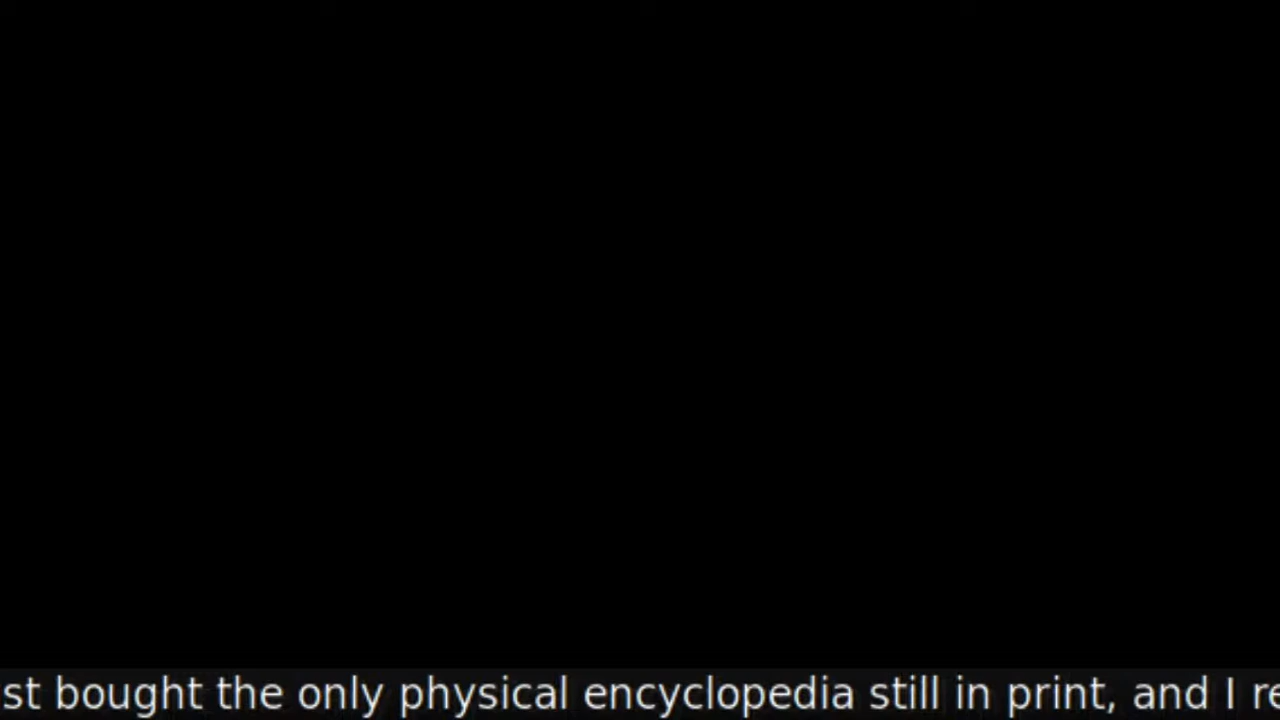 st bought the only physical encyclopedia still in print, and I re